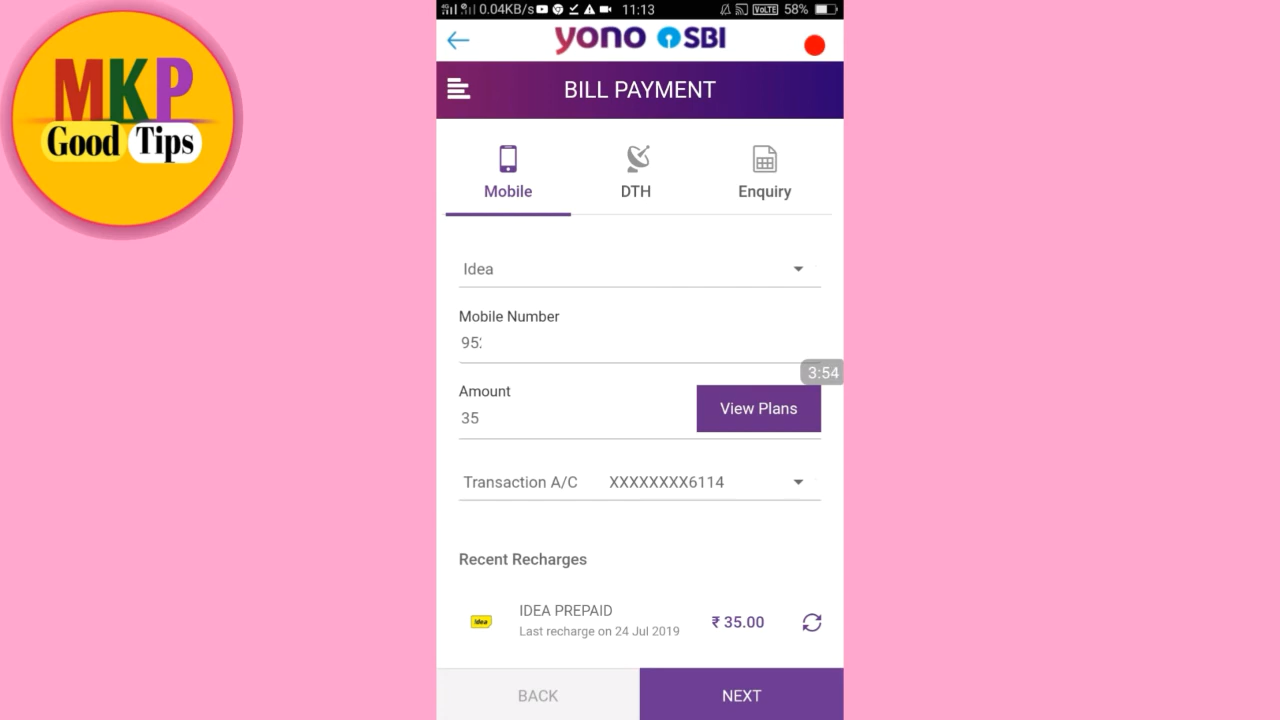 MKP
Good Tips
0.04KB/s 11:13 VoLTE 58%
yono SBI
BILL PAYMENT
Mobile DTH Enquiry
Idea
Mobile Number
952
3:54
Amount
View Plans
35
Transaction A/C XXXXXXXX6114
Recent Recharges
IDEA PREPAID
Idea ₹ 35.00
Last recharge on 24 Jul 2019
BACK NEXT